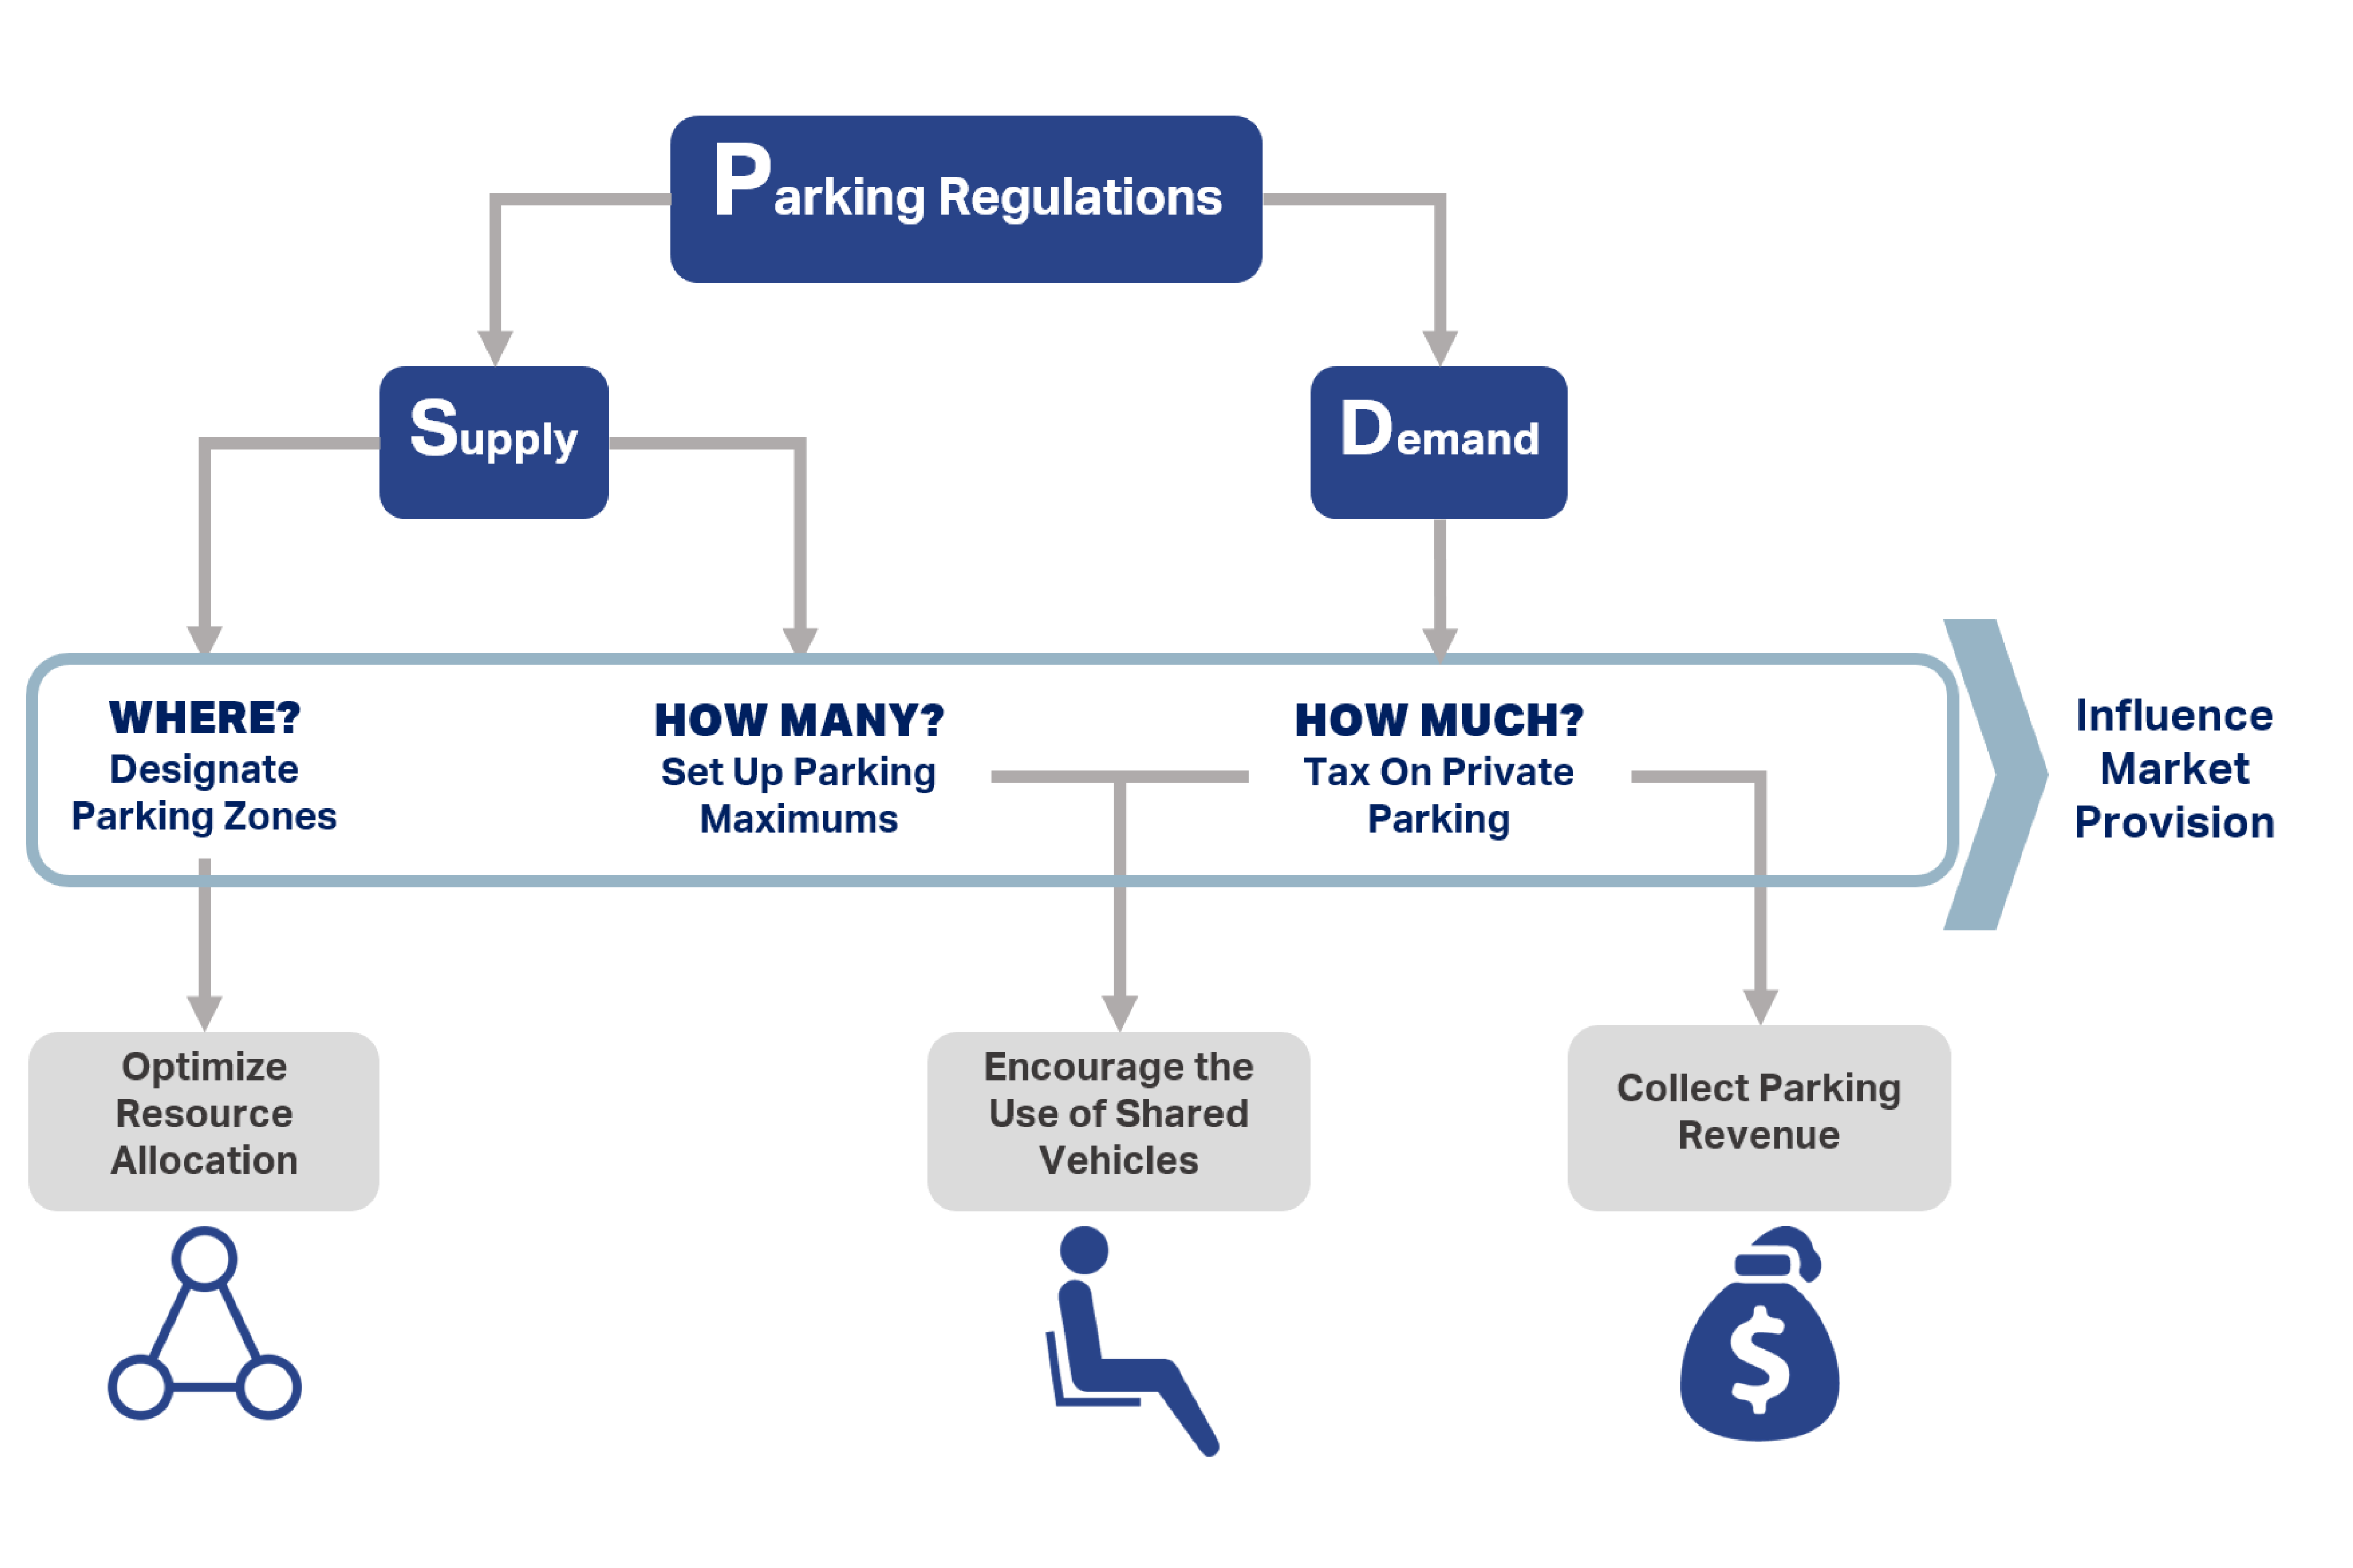 Parking Regulations
Supply
Demand
WHERE?
Designate
Parking Zones
HOW MANY?
Set Up Parking
Maximums
HOW MUCH?
Tax On Private
Parking
Influence
Market
Provision
Optimize
Resource
Allocation
Encourage the
Use of Shared
Vehicles
Collect Parking
Revenue
$